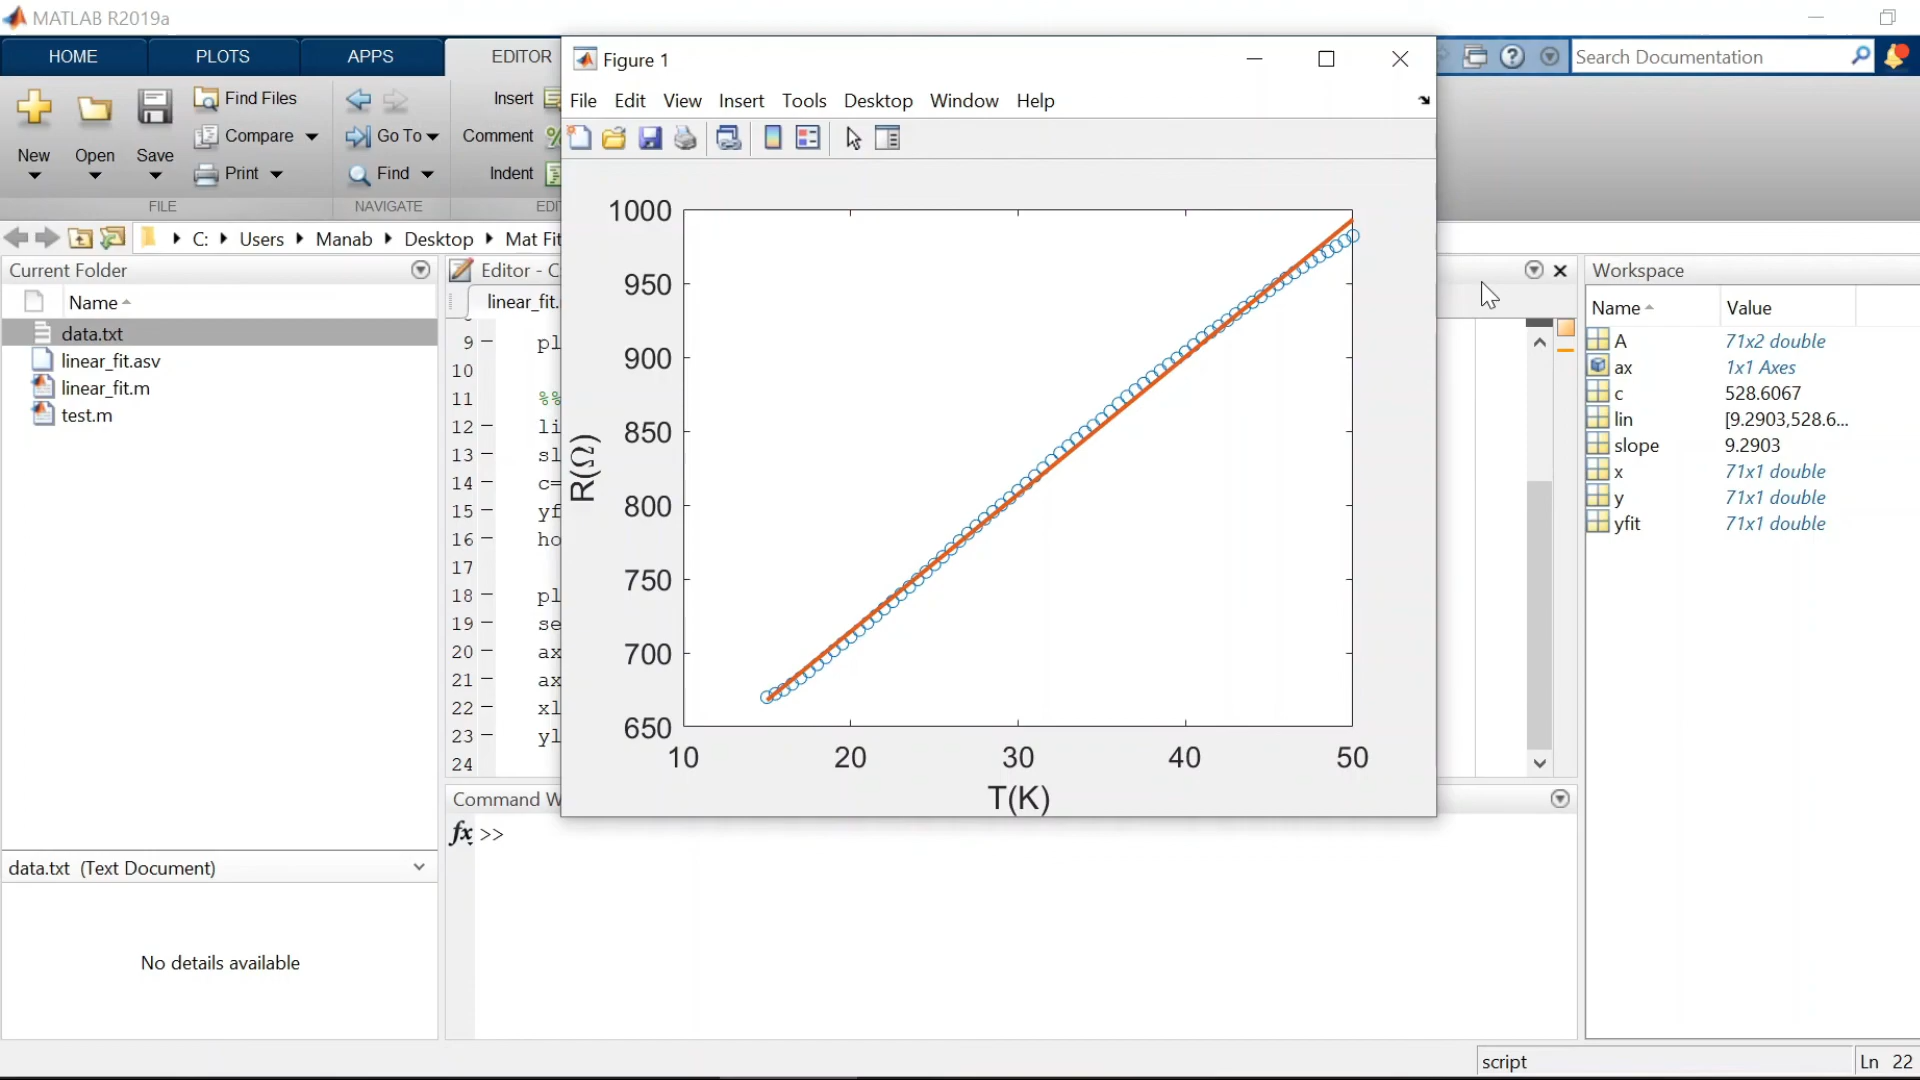 MATLAB R2019a
HOME
PLOTS
APPS
EDITOR
Search Documentation
New
Open
Save
Find Files
Compare
Print
FILE
Go To
Find
NAVIGATE
Insert
Comment
Indent
EDI
C:
Users
Manab
Desktop
Mat Fit
Current Folder
Name
data.txt
linear_fit.asv
linear_fit.m
test.m
data.txt (Text Document)
No details available
Editor - C
linear_fit.
9 pl
10
11 %%
12 li
13 sl
14 c=
15 yf
16 ho
17
18 pl
19 se
20 ax
21 ax
22 xl
23 yl
24
Command W
fx >>
Figure 1
File Edit View Insert Tools Desktop Window Help
1000
950
900
850
800
750
700
650
R(Ω)
10 20 30 40 50
T(K)
Workspace
Name Value
A 71x2 double
ax 1x1 Axes
c 528.6067
lin [9.2903,528.6...
slope 9.2903
x 71x1 double
y 71x1 double
yfit 71x1 double
script
Ln 22